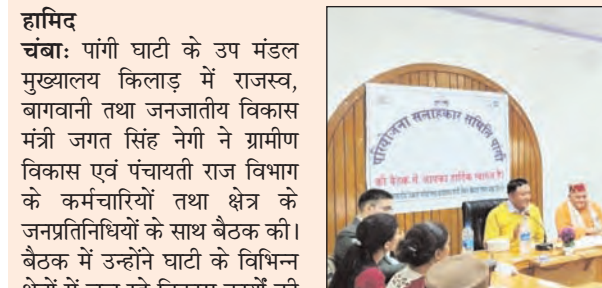 हामिद
चंबाः पांगी घाटी के उप मंडल
मुख्यालय किलाड़ में राजस्व,
बागवानी तथा जनजातीय विकास
मंत्री जगत सिंह नेगी ने ग्रामीण
विकास एवं पंचायती राज विभाग
के कर्मचारियों तथा क्षेत्र के
जनप्रतिनिधियों के साथ बैठक की।
बैठक में उन्होंने घाटी के विभिन्न
परियोजना सलाहकार समिति पांगी
की बैठक में आपका हार्दिक स्वागत है।